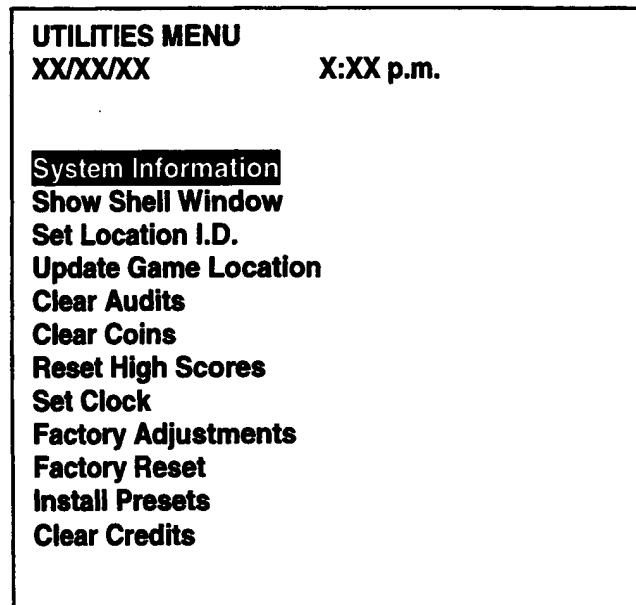 UTILITIES MENU
XX/XX/XX X:XX p.m.
System Information
Show Shell Window
Set Location I.D.
Update Game Location
Clear Audits
Clear Coins
Reset High Scores
Set Clock
Factory Adjustments
Factory Reset
Install Presets
Clear Credits